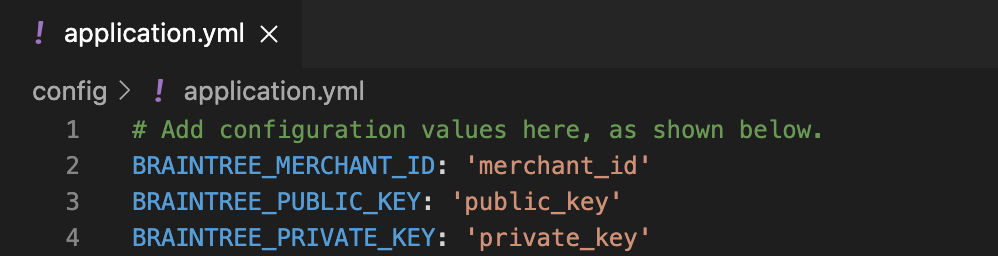 ! application.yml ×
config > ! application.yml
1 # Add configuration values here, as shown below.
2 BRAINTREE_MERCHANT_ID: 'merchant_id'
3 BRAINTREE_PUBLIC_KEY: 'public_key'
4 BRAINTREE_PRIVATE_KEY: 'private_key'